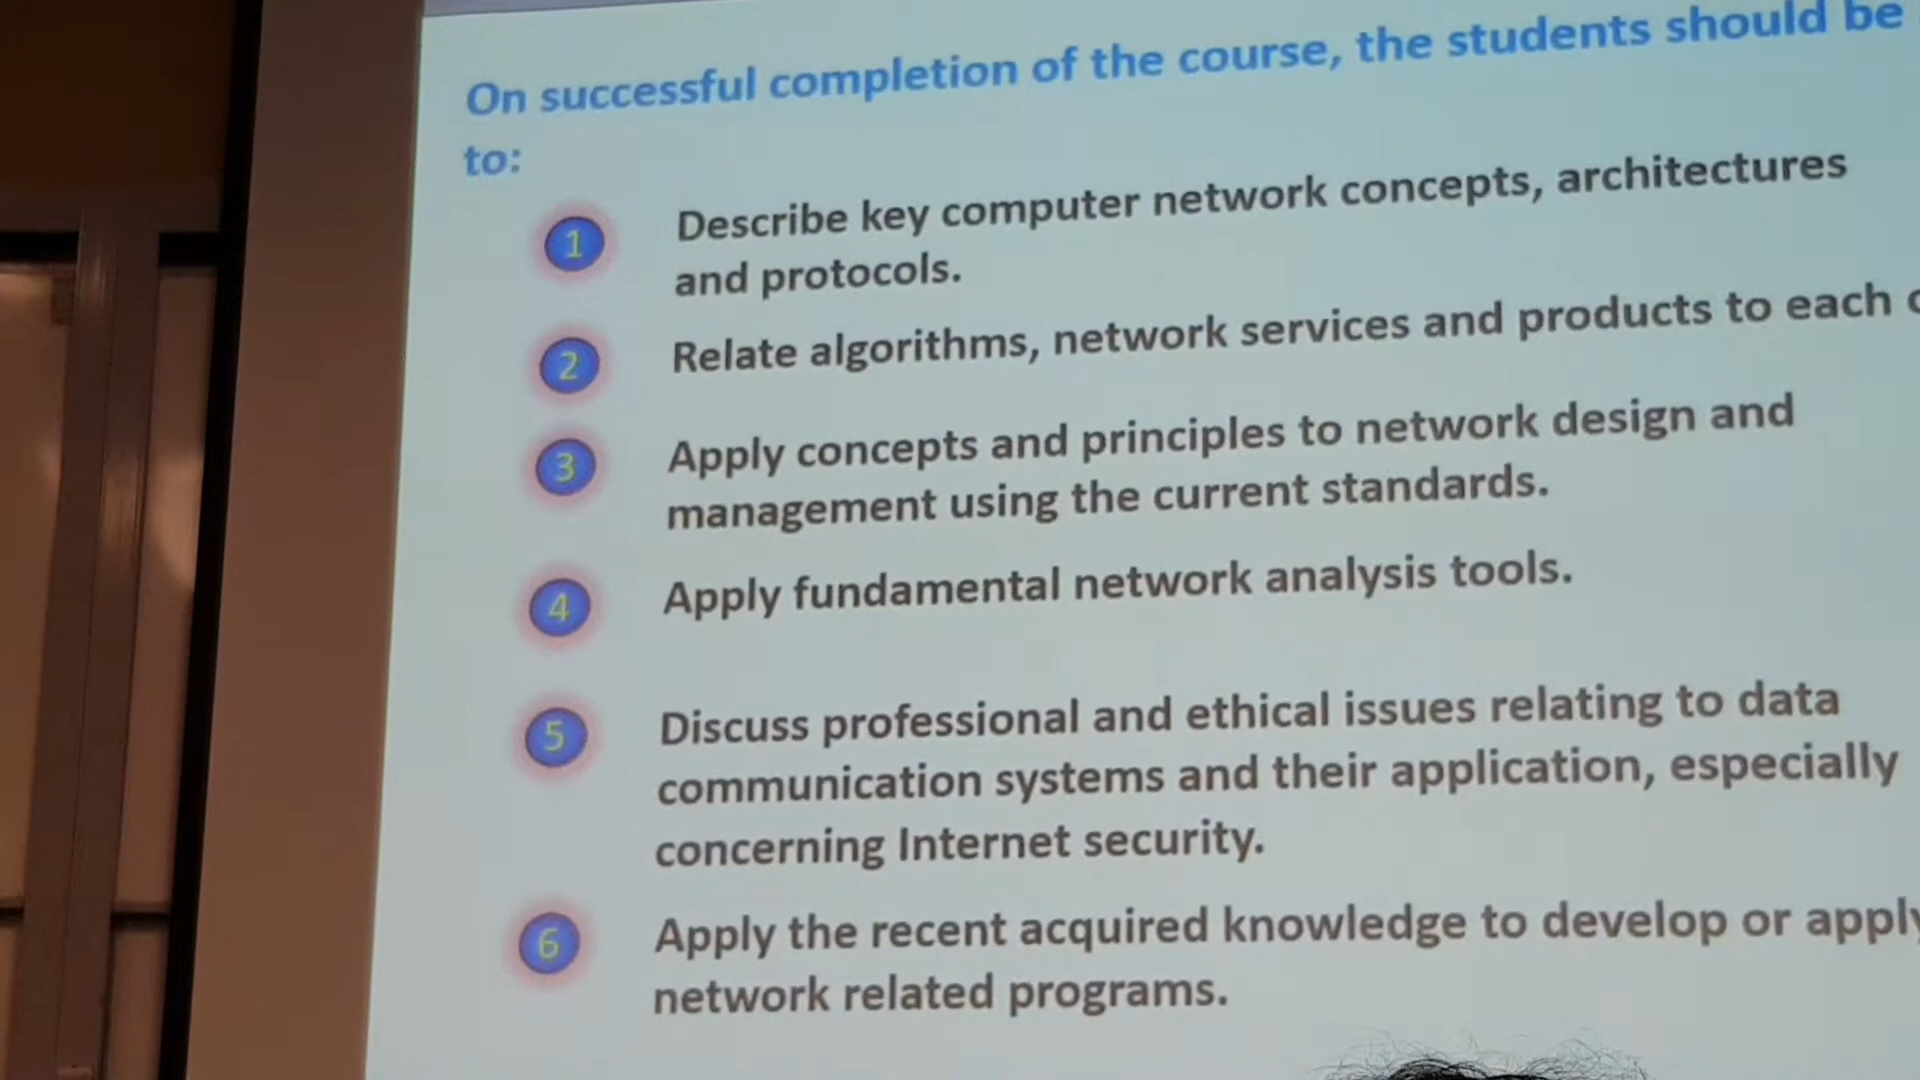 On successful completion of the course, the students should be
to:
1 Describe key computer network concepts, architectures
and protocols.
2 Relate algorithms, network services and products to each
3 Apply concepts and principles to network design and
management using the current standards.
4 Apply fundamental network analysis tools.
5 Discuss professional and ethical issues relating to data
communication systems and their application, especially
concerning Internet security.
6 Apply the recent acquired knowledge to develop or apply
network related programs.